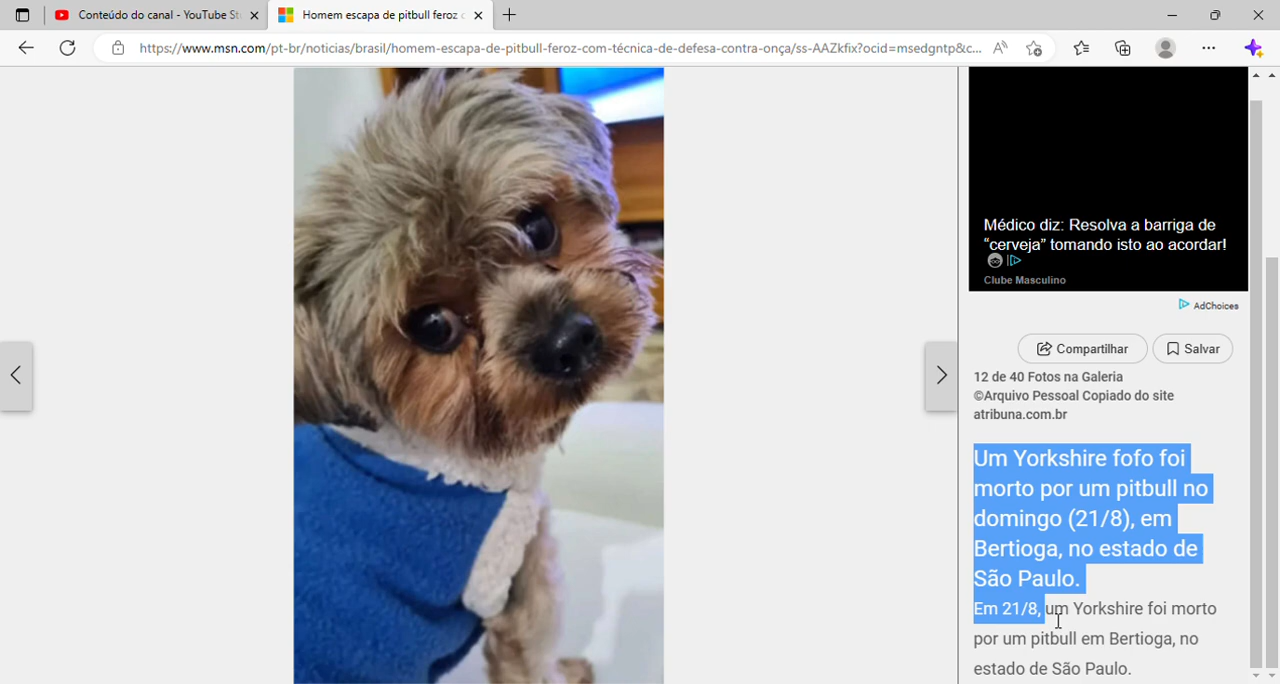 Conteúdo do canal - YouTube St
Homem escapa de pitbull feroz c
https://www.msn.com/pt-br/noticias/brasil/homem-escapa-de-pitbull-feroz-com-técnica-de-defesa-contra-onça/ss-AAZkfix?ocid=msedgntp&c...
Médico diz: Resolva a barriga de
“cerveja” tomando isto ao acordar!
Clube Masculino
AdChoices
Compartilhar
Salvar
12 de 40 Fotos na Galeria
©Arquivo Pessoal Copiado do site
atribuna.com.br
Um Yorkshire fofo foi
morto por um pitbull no
domingo (21/8), em
Bertioga, no estado de
São Paulo.
Em 21/8, um Yorkshire foi morto
por um pitbull em Bertioga, no
estado de São Paulo.